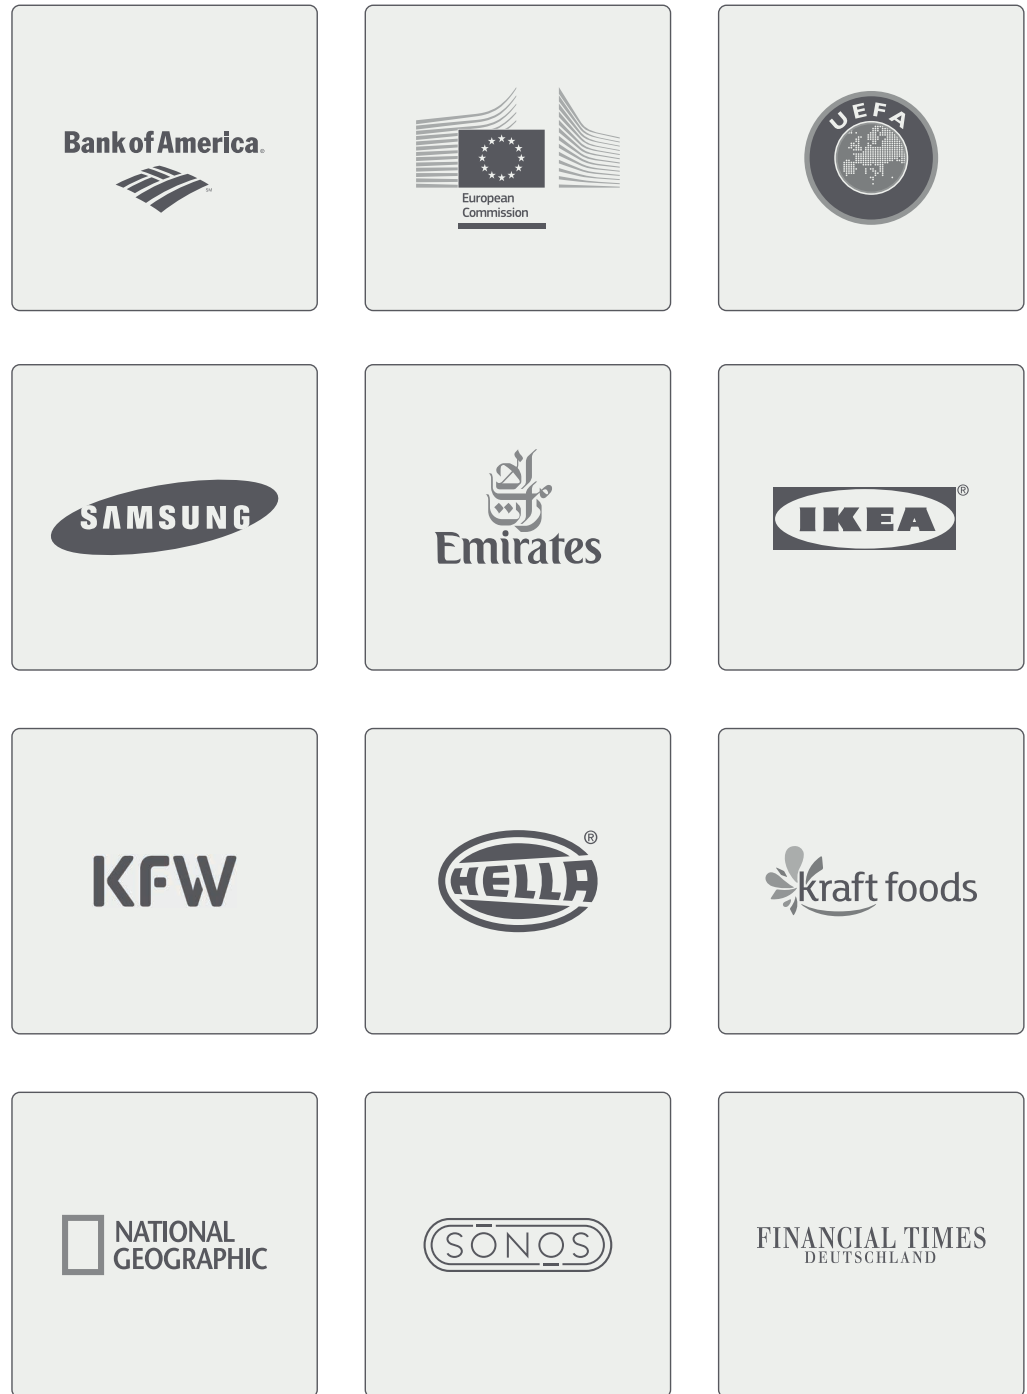 Bank of America
SM
European
Commission
UEFA
SAMSUNG
Emirates
IKEA®
KFW
HELLA®
kraft foods
NATIONAL
GEOGRAPHIC
SONOS
FINANCIAL TIMES
DEUTSCHLAND